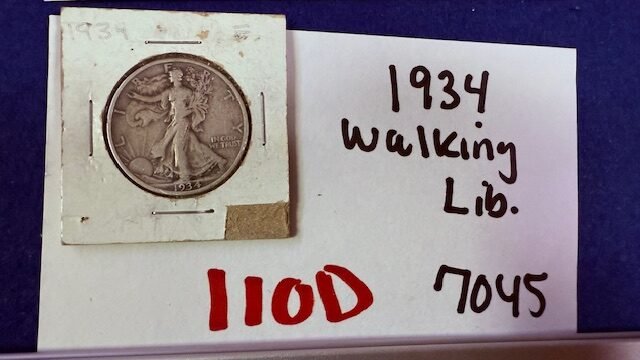 1934
LIBERTY
IN GOD
WE TRUST
1934
1934
Walking
Lib.
110D
7045